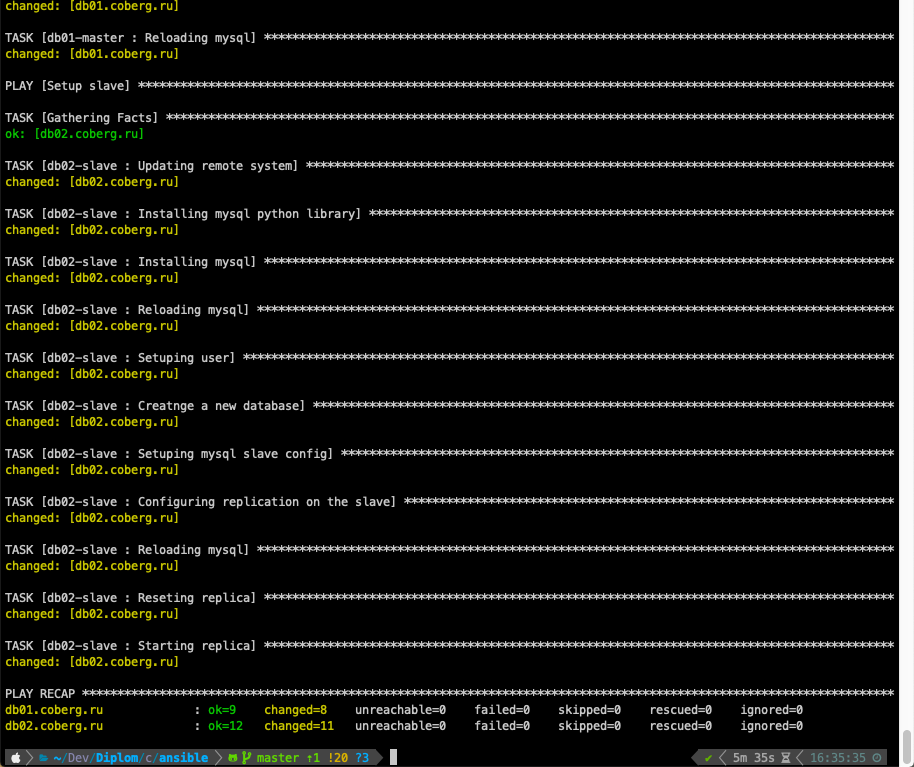 changed: [db01.coberg.ru]
TASK [db01-master : Reloading mysql] ******************************************************************************************
changed: [db01.coberg.ru]
PLAY [Setup slave] ************************************************************************************************************
TASK [Gathering Facts] ********************************************************************************************************
ok: [db02.coberg.ru]
TASK [db02-slave : Updating remote system] ************************************************************************************
changed: [db02.coberg.ru]
TASK [db02-slave : Installing mysql python library] ***************************************************************************
changed: [db02.coberg.ru]
TASK [db02-slave : Installing mysql] ******************************************************************************************
changed: [db02.coberg.ru]
TASK [db02-slave : Reloading mysql] *******************************************************************************************
changed: [db02.coberg.ru]
TASK [db02-slave : Setuping user] *********************************************************************************************
changed: [db02.coberg.ru]
TASK [db02-slave : Creatnge a new database] ***********************************************************************************
changed: [db02.coberg.ru]
TASK [db02-slave : Setuping mysql slave config] *******************************************************************************
changed: [db02.coberg.ru]
TASK [db02-slave : Configuring replication on the slave] **********************************************************************
changed: [db02.coberg.ru]
TASK [db02-slave : Reloading mysql] *******************************************************************************************
changed: [db02.coberg.ru]
TASK [db02-slave : Reseting replica] ******************************************************************************************
changed: [db02.coberg.ru]
TASK [db02-slave : Starting replica] ******************************************************************************************
changed: [db02.coberg.ru]
PLAY RECAP ********************************************************************************************************************
db01.coberg.ru : ok=9 changed=8 unreachable=0 failed=0 skipped=0 rescued=0 ignored=0
db02.coberg.ru : ok=12 changed=11 unreachable=0 failed=0 skipped=0 rescued=0 ignored=0
~/Dev/Diplom/c/ansible master ↑1 !20 ?3 ✔ 5m 35s 16:35:35